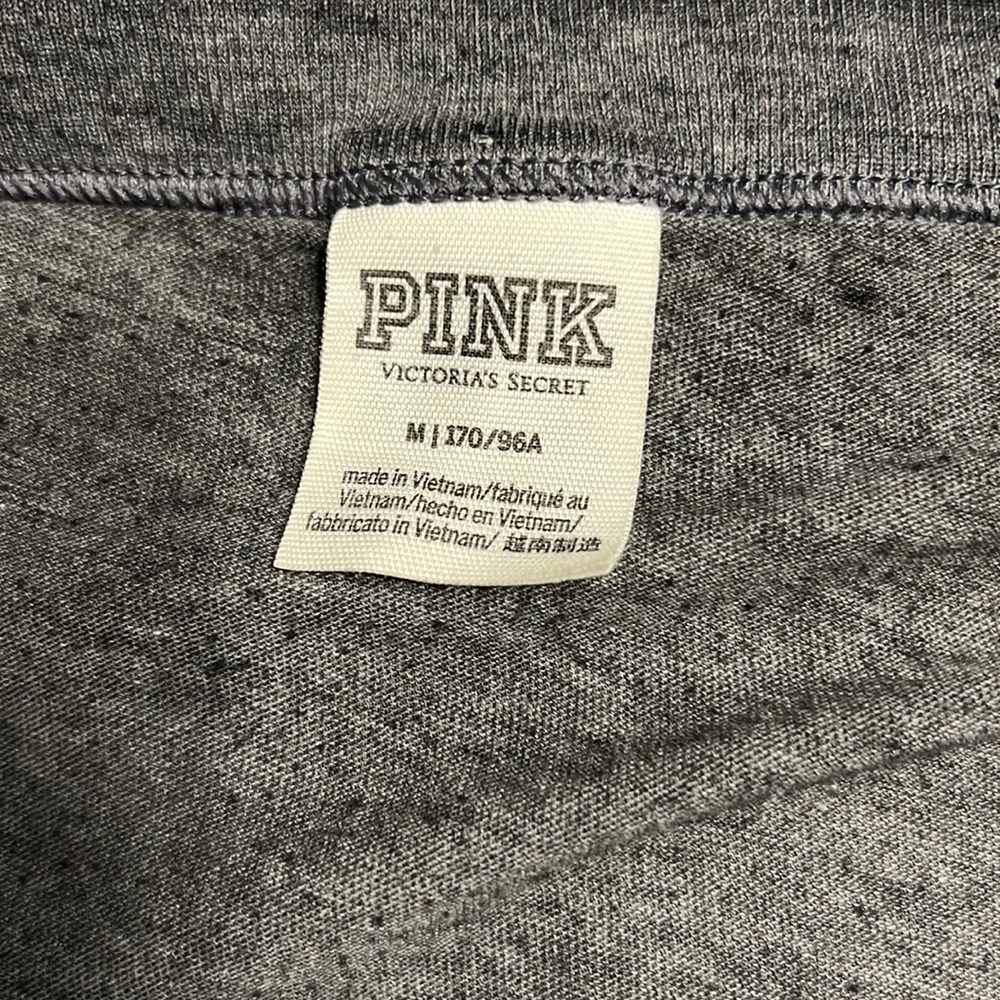 PINK
VICTORIA'S SECRET
M | 170/96A
made in Vietnam/fabriqué au
Vietnam/hecho en Vietnam/
fabbricato in Vietnam/ 越南制造